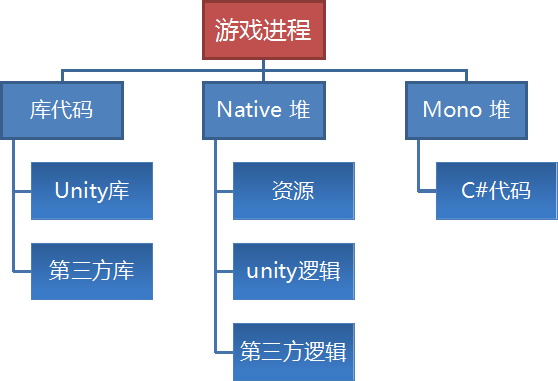 游戏进程
库代码
Native 堆
Mono 堆
Unity库
资源
C#代码
第三方库
unity逻辑
第三方逻辑